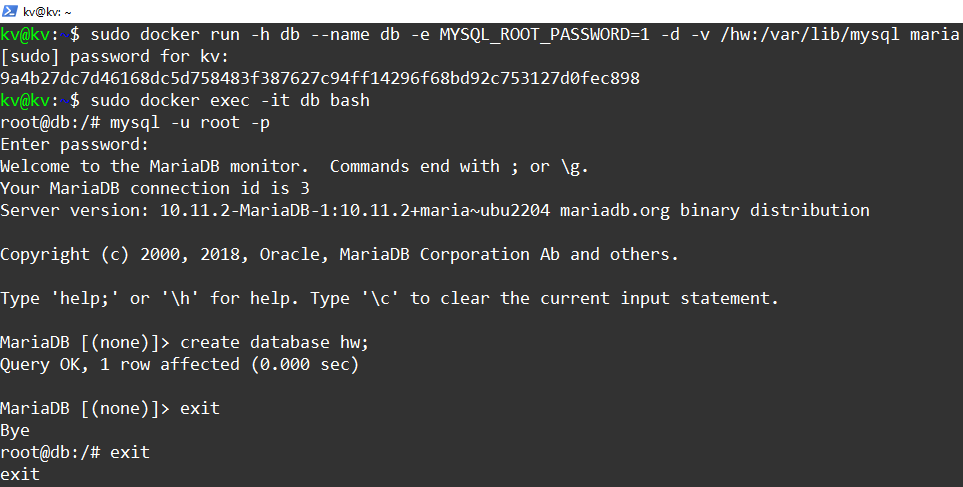 kv@kv: ~
kv@kv:~$ sudo docker run -h db --name db -e MYSQL_ROOT_PASSWORD=1 -d -v /hw:/var/lib/mysql maria
[sudo] password for kv:
9a4b27dc7d46168dc5d758483f387627c94ff14296f68bd92c753127d0fec898
kv@kv:~$ sudo docker exec -it db bash
root@db:/# mysql -u root -p
Enter password:
Welcome to the MariaDB monitor.  Commands end with ; or \g.
Your MariaDB connection id is 3
Server version: 10.11.2-MariaDB-1:10.11.2+maria~ubu2204 mariadb.org binary distribution

Copyright (c) 2000, 2018, Oracle, MariaDB Corporation Ab and others.

Type 'help;' or '\h' for help. Type '\c' to clear the current input statement.

MariaDB [(none)]> create database hw;
Query OK, 1 row affected (0.000 sec)

MariaDB [(none)]> exit
Bye
root@db:/# exit
exit